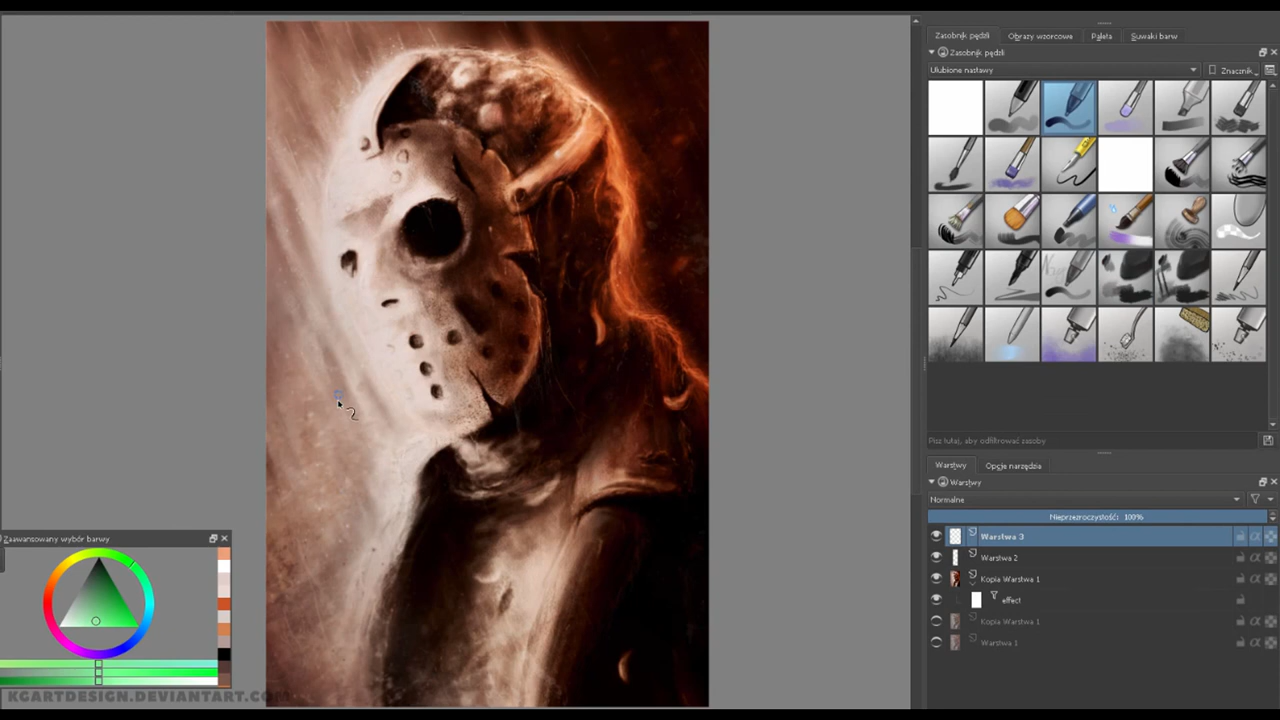 Zasobnik pędzli
Obrazy wzorcowe
Paleta
Suwaki barw
Zasobnik pędzli
Ulubione nastawy
Znacznik
Pisz tutaj, aby odfiltrować zasoby
Warstwy
Opcje narzędzia
Warstwy
Normalne
Nieprzezroczystość: 100%
Warstwa 3
Warstwa 2
Kopia Warstwa 1
effect
Kopia Warstwa 1
Warstwa 1
Zaawansowany wybór barwy
KGARTDESIGN.DEVIANTART.COM